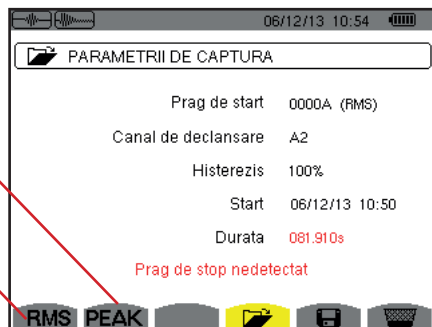 06/12/13 10:54
PARAMETRII DE CAPTURA
Prag de start 0000A (RMS)
Canal de declansare A2
Histerezis 100%
Start 06/12/13 10:50
Durata 081.910s
Prag de stop nedetectat
RMS PEAK